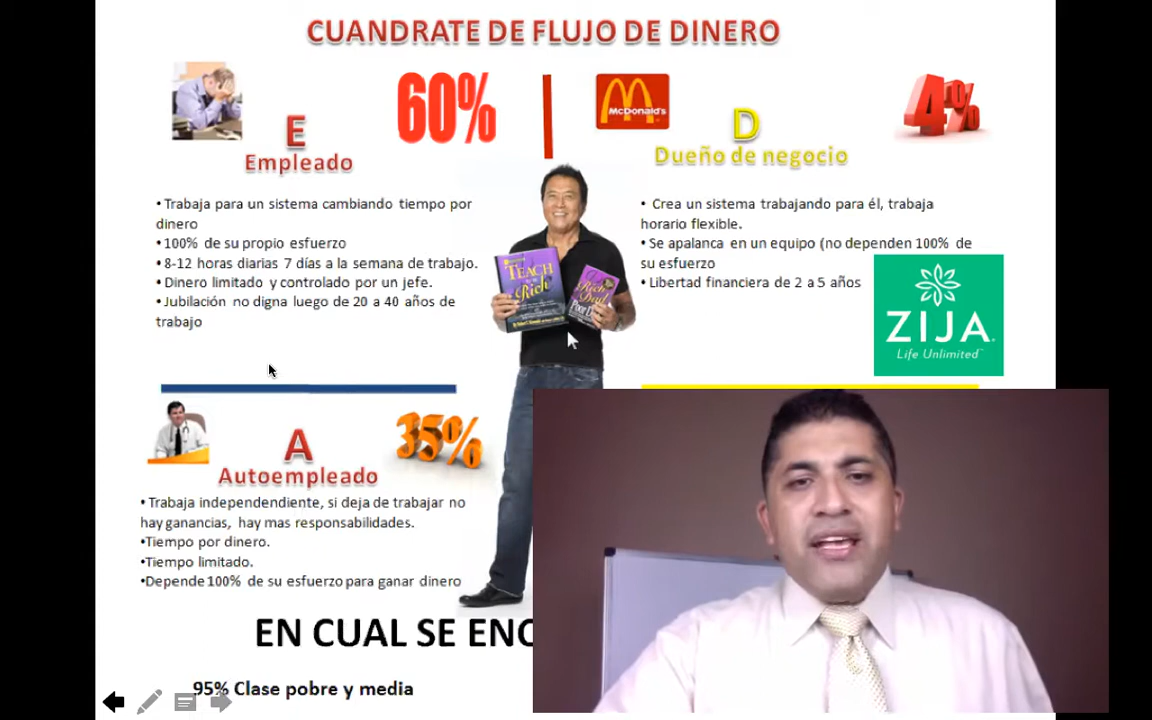 CUANDRATE DE FLUJO DE DINERO
60%
E
Empleado
• Trabaja para un sistema cambiando tiempo por
dinero
• 100% de su propio esfuerzo
• 8-12 horas diarias 7 días a la semana de trabajo.
• Dinero limitado y controlado por un jefe.
• Jubilación no digna luego de 20 a 40 años de
trabajo
McDonald's
D
Dueño de negocio
4%
• Crea un sistema trabajando para él, trabaja
horario flexible.
• Se apalanca en un equipo (no dependen 100% de
su esfuerzo
• Libertad financiera de 2 a 5 años
ZIJA
Life Unlimited
TEACH
Rich
Rich Dad
A
Autoempleado
35%
• Trabaja independendiente, si deja de trabajar no
hay ganancias, hay mas responsabilidades.
•Tiempo por dinero.
•Tiempo limitado.
•Depende 100% de su esfuerzo para ganar dinero
EN CUAL SE ENC
95% Clase pobre y media